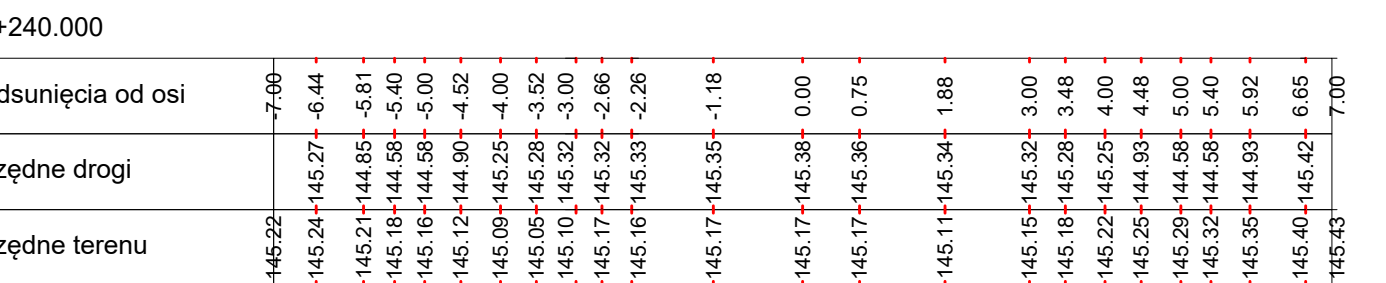 +240.000
dsunięcia od osi -7.00 -6.44 -5.81 -5.40 -5.00 -4.52 -4.00 -3.52 -3.00 -2.66 -2.26 -1.18 0.00 0.75 1.88 3.00 3.48 4.00 4.48 5.00 5.40 5.92 6.65 7.00
zędne drogi 145.27 144.85 144.58 144.58 144.90 145.25 145.28 145.32 145.32 145.33 145.35 145.38 145.36 145.34 145.32 145.28 145.25 144.93 144.58 144.58 144.93 145.42
zędne terenu 145.22 145.24 145.21 145.18 145.16 145.12 145.09 145.05 145.10 145.17 145.16 145.17 145.17 145.17 145.11 145.15 145.18 145.22 145.25 145.29 145.32 145.35 145.40 145.43